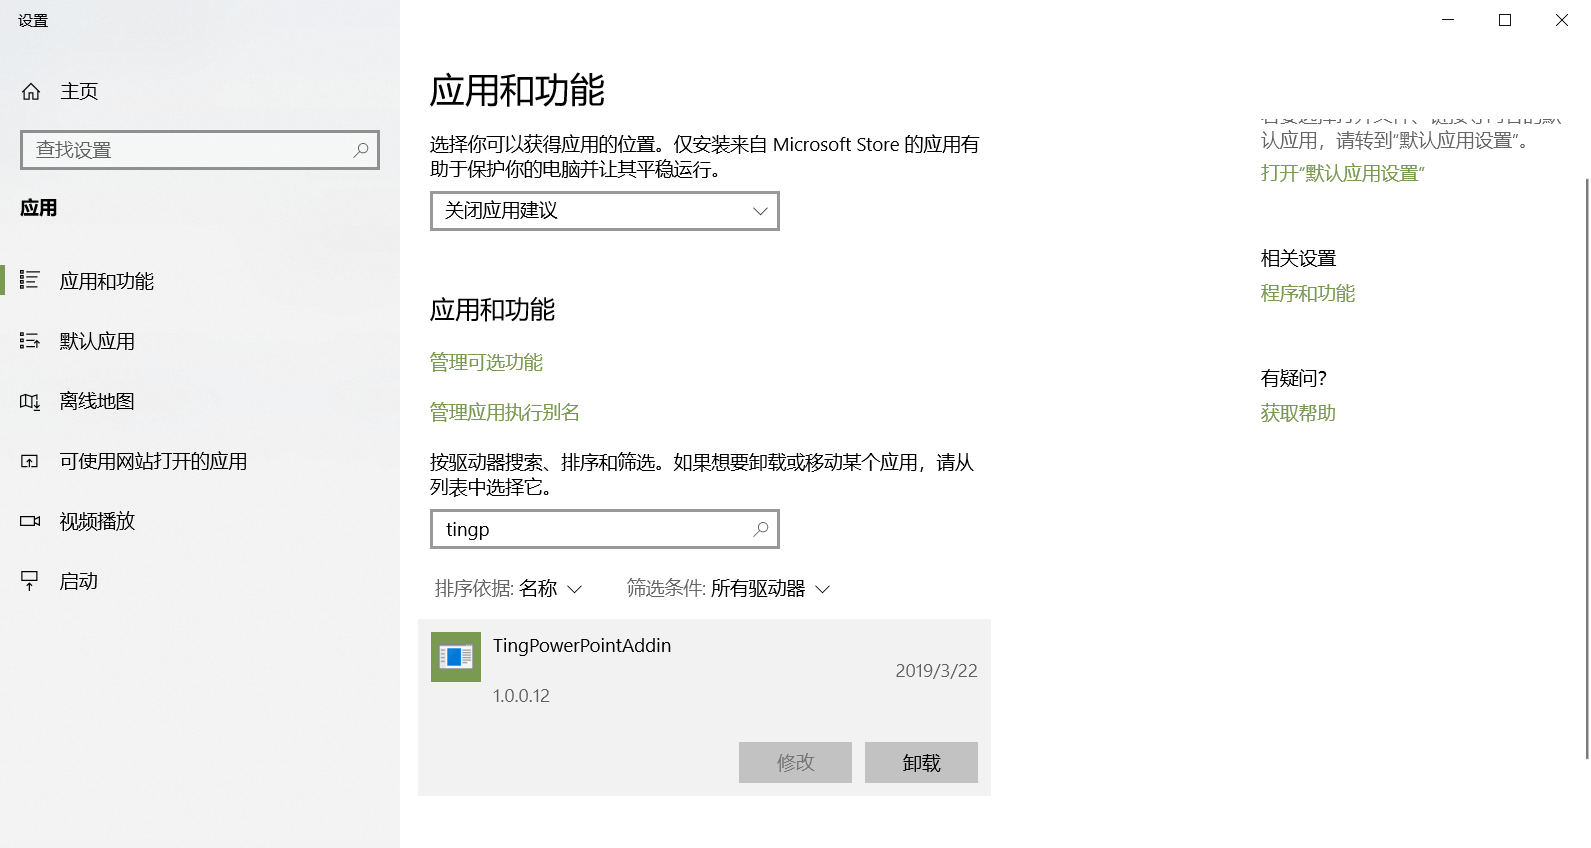 设置
主页
查找设置
应用
应用和功能
默认应用
离线地图
可使用网站打开的应用
视频播放
启动
应用和功能
选择你可以获得应用的位置。仅安装来自 Microsoft Store 的应用有
助于保护你的电脑并让其平稳运行。
关闭应用建议
应用和功能
管理可选功能
管理应用执行别名
按驱动器搜索、排序和筛选。如果想要卸载或移动某个应用，请从
列表中选择它。
tingp
排序依据: 名称
筛选条件: 所有驱动器
TingPowerPointAddin
2019/3/22
1.0.0.12
修改
卸载
认应用，请转到“默认应用设置”。
打开“默认应用设置”
相关设置
程序和功能
有疑问?
获取帮助